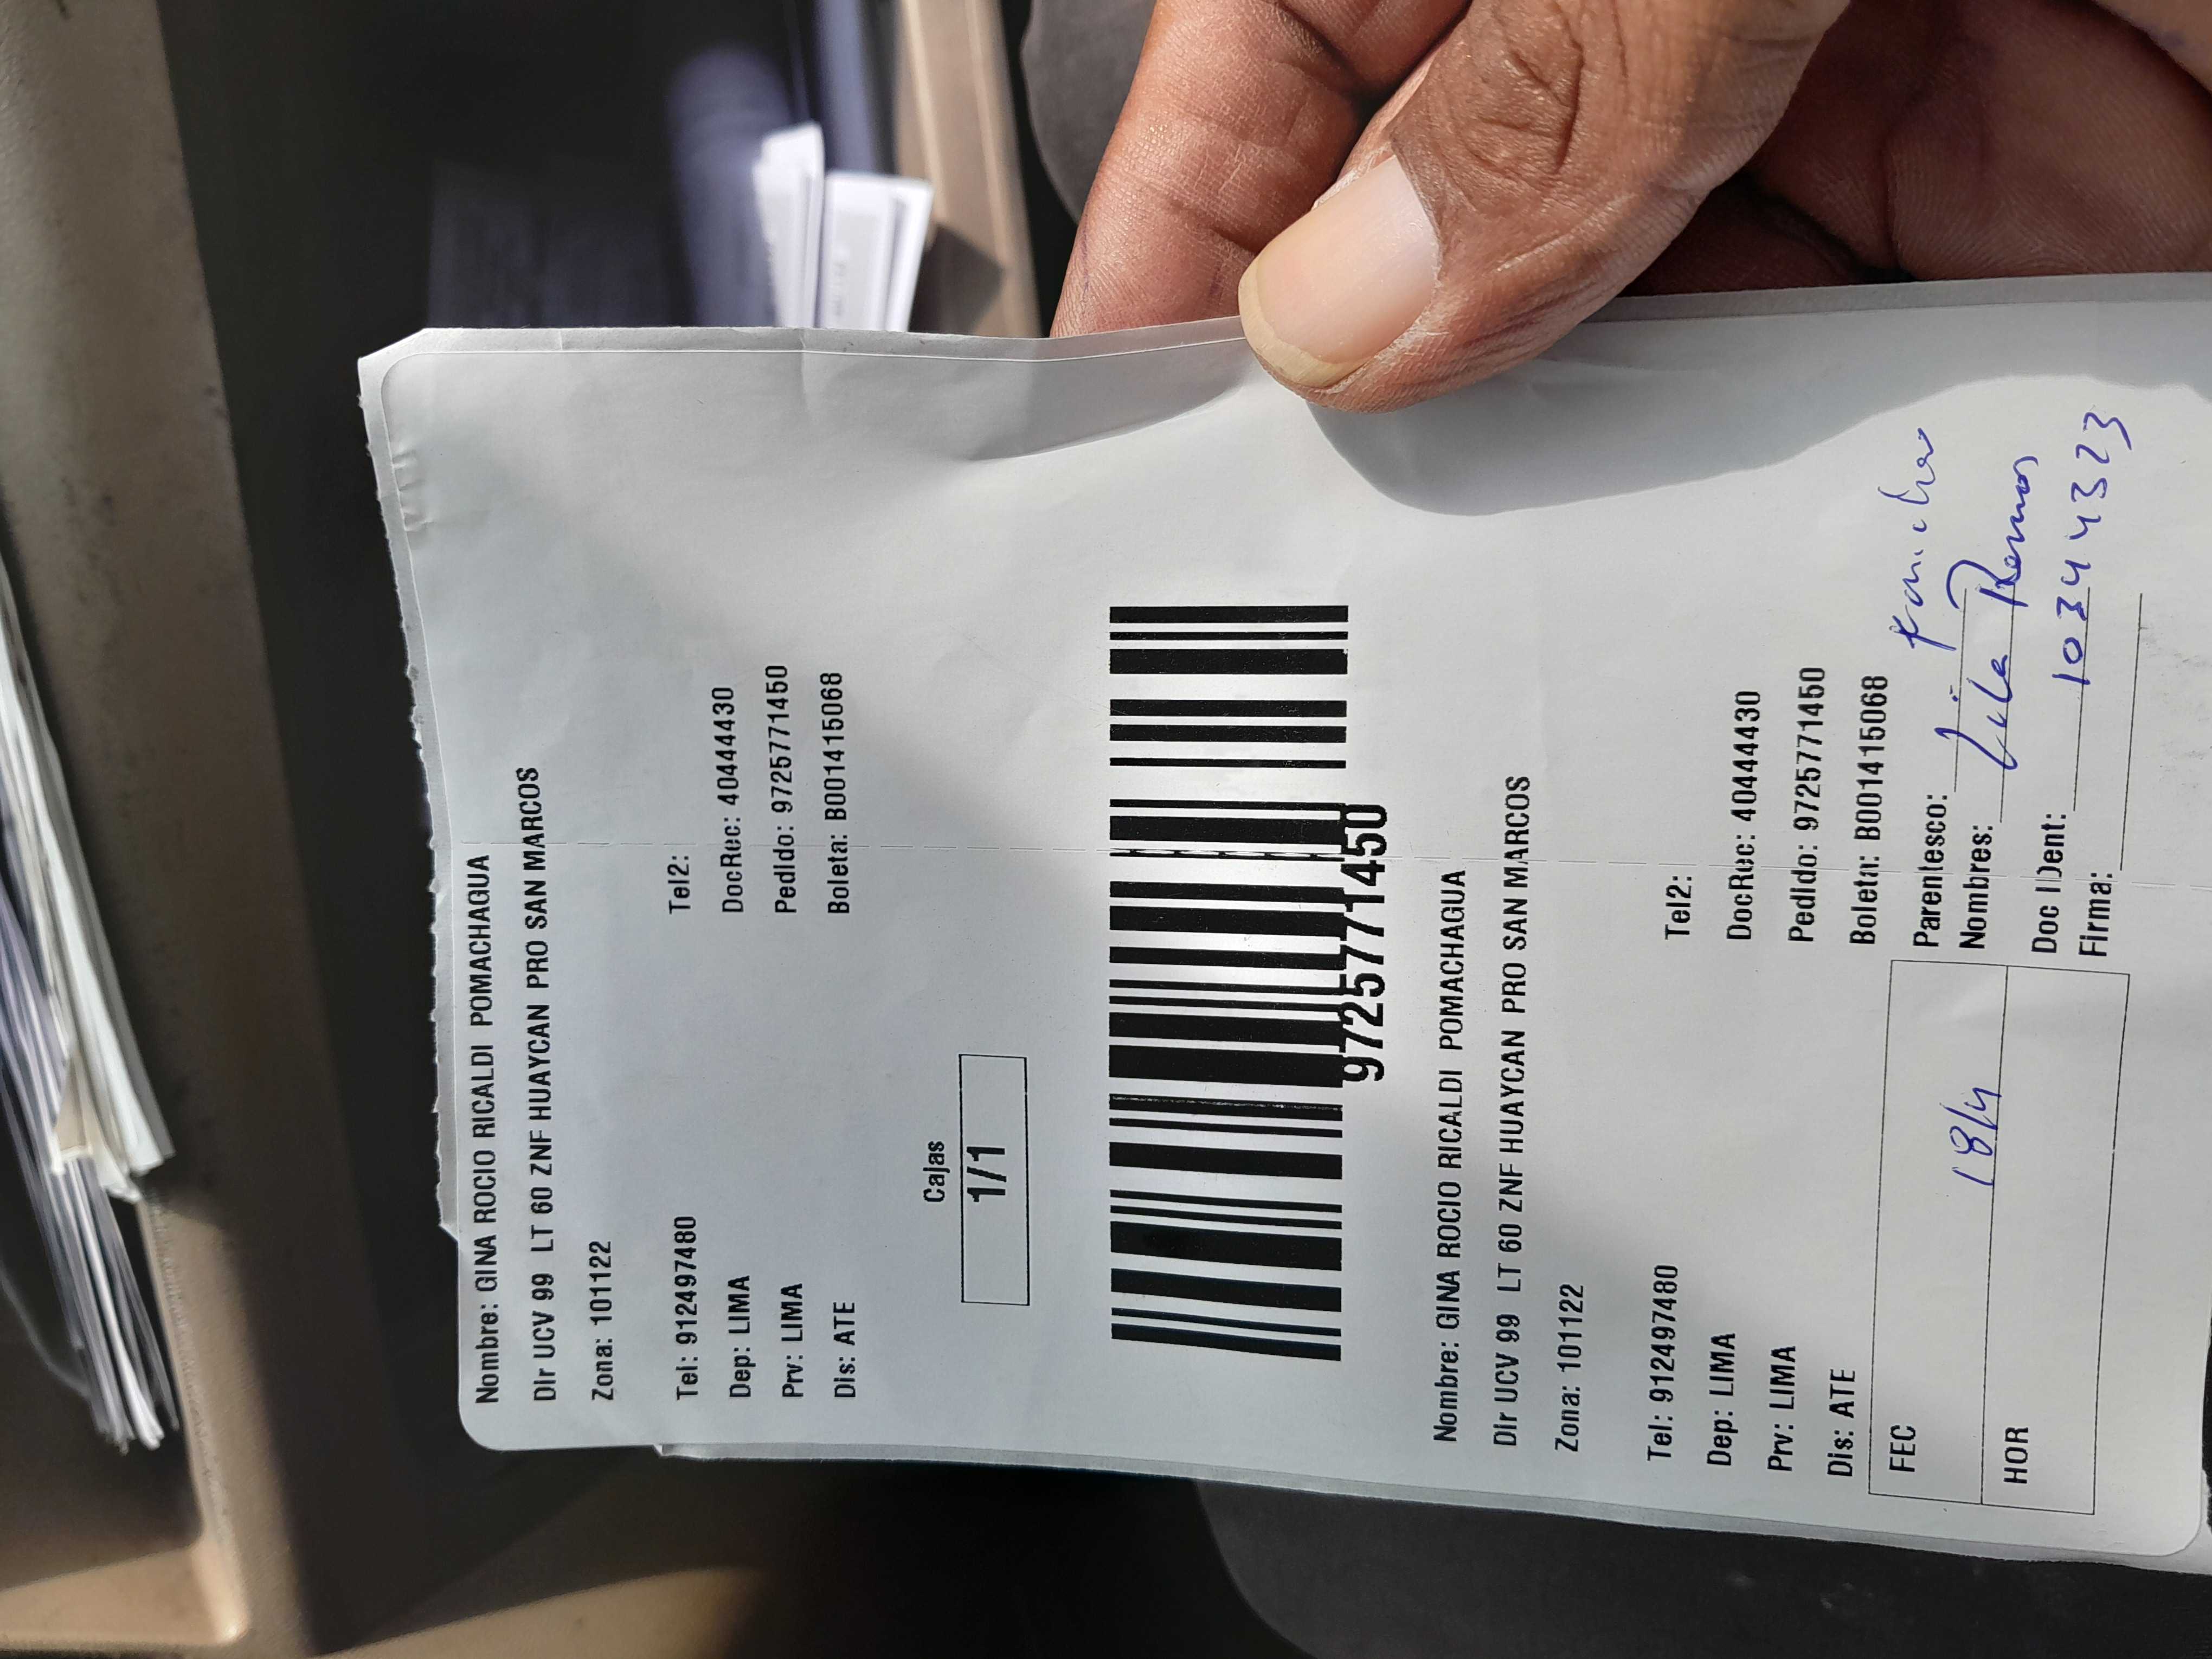 Nombre: GINA ROCIO RICALDI POMACHAGUA
Dir UCV 99 LT 60 ZNF HUAYCAN PRO SAN MARCOS
Zona: 101122
Tel: 912497480 Tel2:
Dep: LIMA DocRec: 40444430
Prv: LIMA Pedido: 9725771450
Dis: ATE Boleta: B001415068
Cajas
1/1
9725771450
Nombre: GINA ROCIO RICALDI POMACHAGUA
Dir UCV 99 LT 60 ZNF HUAYCAN PRO SAN MARCOS
Zona: 101122
Tel: 912497480 Tel2:
Dep: LIMA DocRec: 40444430
Prv: LIMA Pedido: 9725771450
Dis: ATE Boleta: B001415068
FEC 18/4 Parentesco:
Nombres: Lila Ramos
HOR Doc IDent: 10344323
Firma: